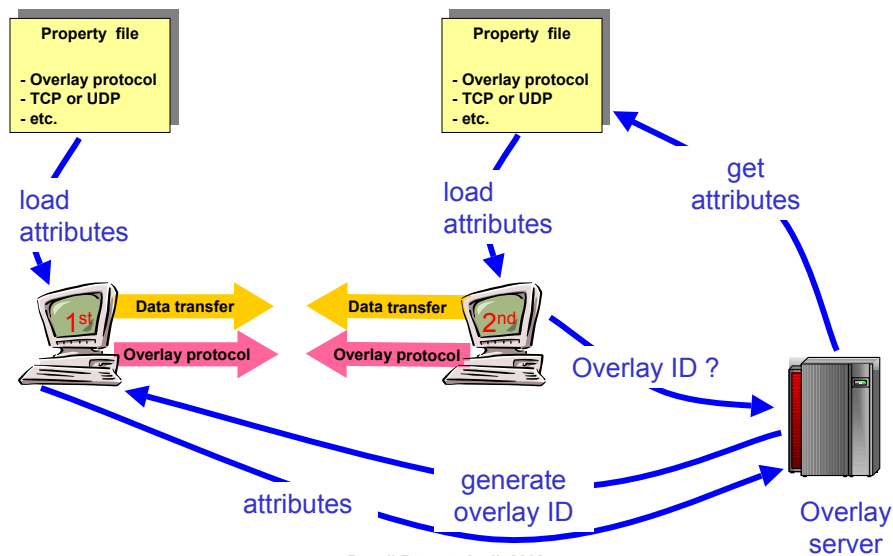 Property file
- Overlay protocol
- TCP or UDP
- etc.
Property file
- Overlay protocol
- TCP or UDP
- etc.
load
attributes
load
attributes
get
attributes
1st
Data transfer
Overlay protocol
Data transfer
Overlay protocol
2nd
Overlay ID ?
attributes
generate
overlay ID
Overlay
server